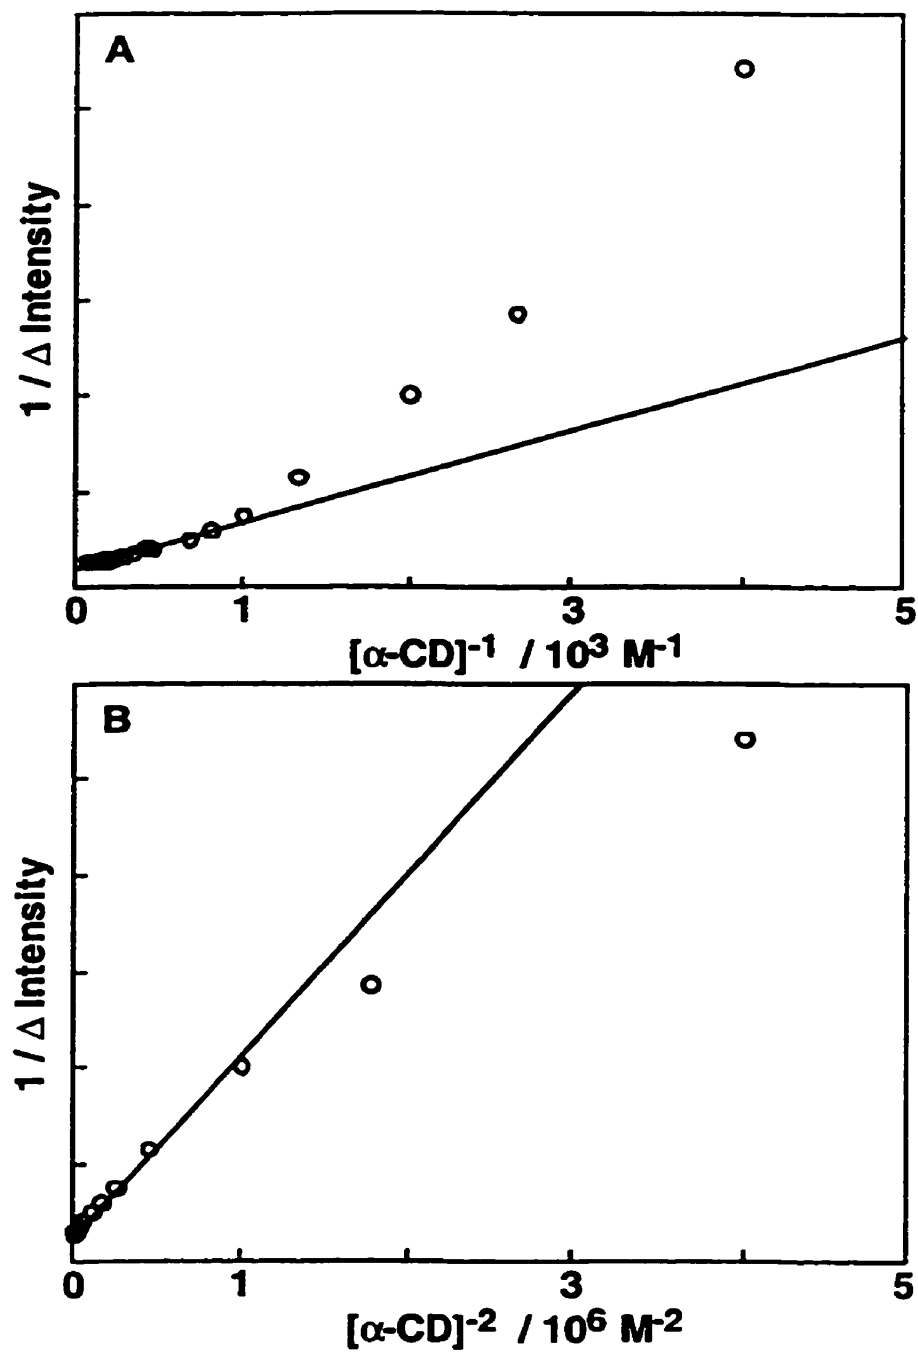 A
1 / Δ Intensity
0 1 3 5
[α-CD]⁻¹ / 10³ M⁻¹
B
1 / Δ Intensity
0 1 3 5
[α-CD]⁻² / 10⁶ M⁻²